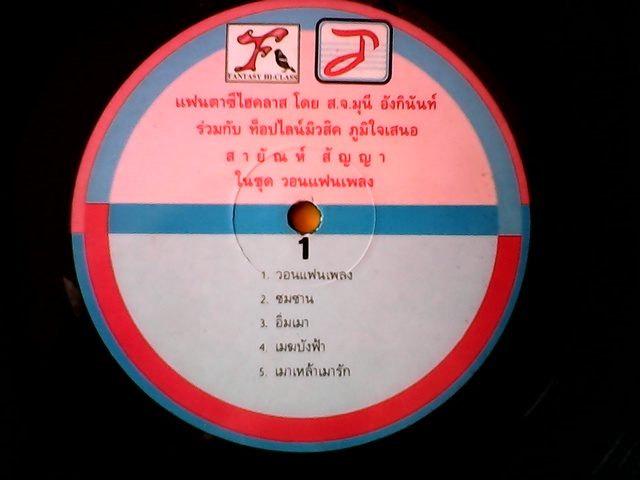 FANTASY HI-CLASS
แฟนตาซีไฮคลาส โดย ส.จ.มุนี อังกินันท์
ร่วมกับ ท็อปไลน์มิวสิค ภูมิใจเสนอ
สายัณห์ สัญญา
ในชุด วอนแฟนเพลง
1
1. วอนแฟนเพลง
2. ซมซาน
3. อิ่มเมา
4. เมฆบังฟ้า
5. เมาเหล้าเมารัก